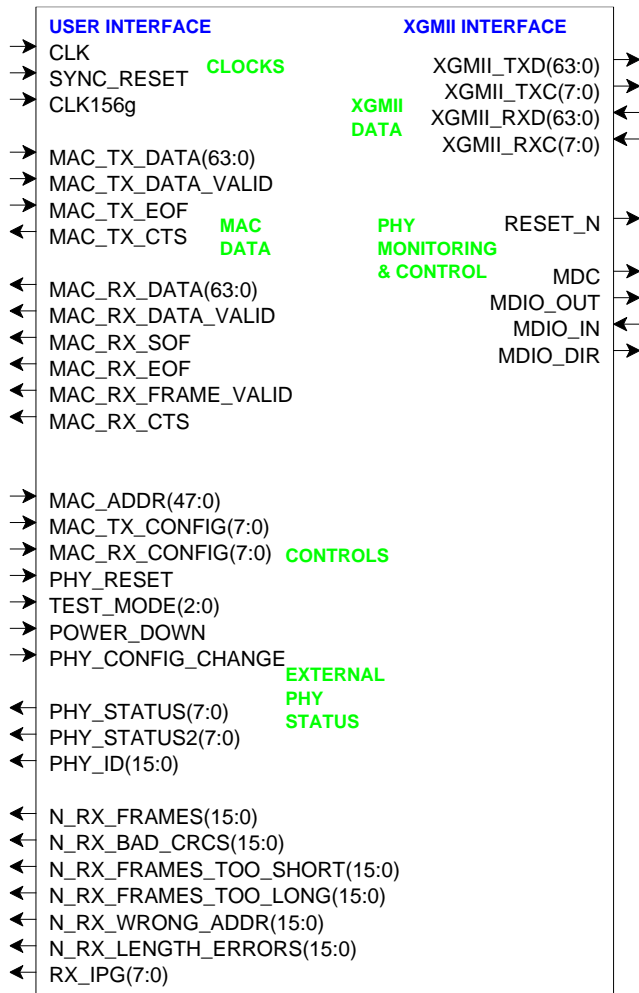 USER INTERFACE
XGMII INTERFACE
CLK
SYNC_RESET
CLK156g
CLOCKS
XGMII_TXD(63:0)
XGMII_TXC(7:0)
XGMII_RXD(63:0)
XGMII_RXC(7:0)
XGMII
DATA
MAC_TX_DATA(63:0)
MAC_TX_DATA_VALID
MAC_TX_EOF
MAC_TX_CTS
MAC
DATA
PHY
MONITORING
& CONTROL
RESET_N
MDC
MDIO_OUT
MDIO_IN
MDIO_DIR
MAC_RX_DATA(63:0)
MAC_RX_DATA_VALID
MAC_RX_SOF
MAC_RX_EOF
MAC_RX_FRAME_VALID
MAC_RX_CTS
MAC_ADDR(47:0)
MAC_TX_CONFIG(7:0)
MAC_RX_CONFIG(7:0)
CONTROLS
PHY_RESET
TEST_MODE(2:0)
POWER_DOWN
PHY_CONFIG_CHANGE
EXTERNAL
PHY
STATUS
PHY_STATUS(7:0)
PHY_STATUS2(7:0)
PHY_ID(15:0)
N_RX_FRAMES(15:0)
N_RX_BAD_CRCS(15:0)
N_RX_FRAMES_TOO_SHORT(15:0)
N_RX_FRAMES_TOO_LONG(15:0)
N_RX_WRONG_ADDR(15:0)
N_RX_LENGTH_ERRORS(15:0)
RX_IPG(7:0)